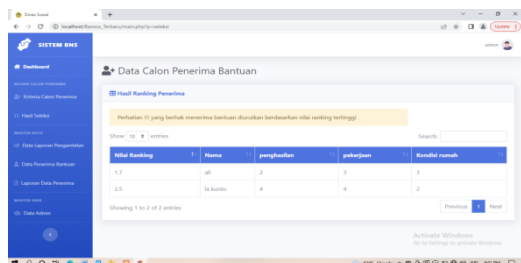 Dinas Sosial
localhost/Bansos_Terbaru/main.php?p=seleksi
Update
SISTEM BNS
admin
Dashboard
Data Calon Penerima Bantuan
Kriteria Calon Penerima
Hasil Ranking Penerima
Hasil Seleksi
Perhatian !!! yang berhak menerima bantuan diurutkan berdasarkan nilai ranking tertinggi
Data Laporan Pengambilan
Show 10 entries
Search:
Data Penerima Bantuan
Nilai Ranking Nama penghasilan pekerjaan Kondisi rumah
1.7 ali 2 3 3
Laporan Data Penerima
2.5 la bunto 4 4 2
Data Admin
Showing 1 to 2 of 2 entries
Previous 1 Next
Activate Windows
Go to Settings to activate Windows.